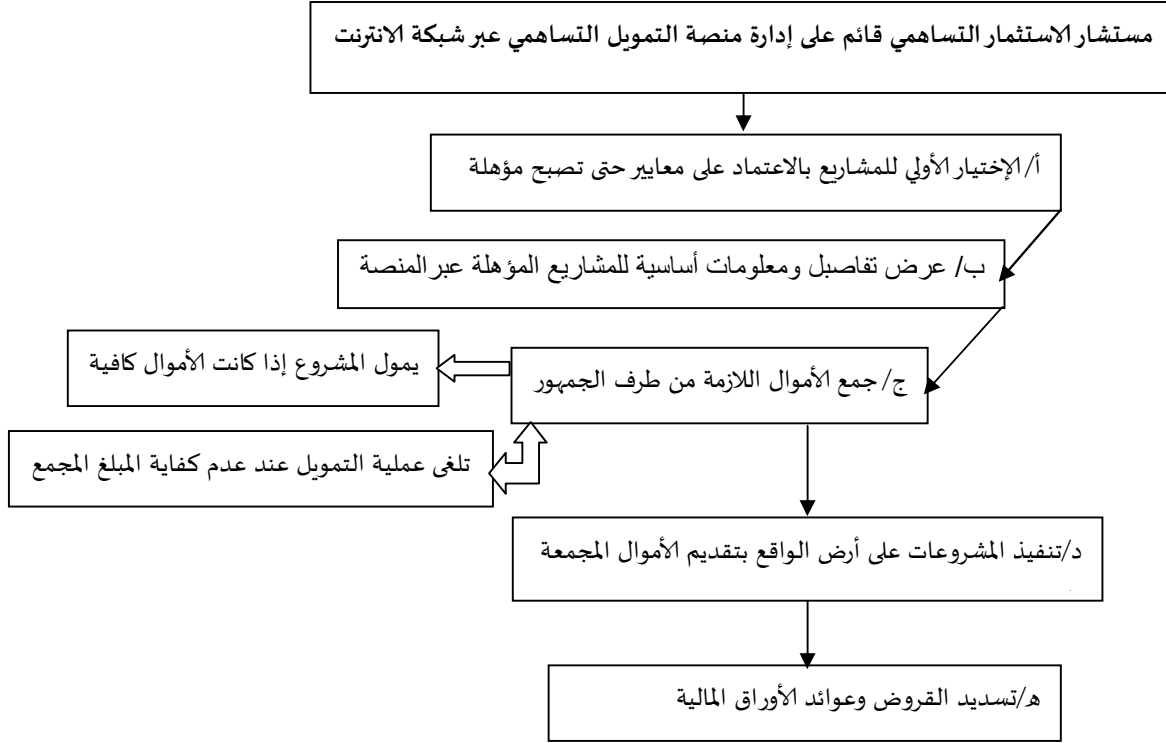 مستشار الاستثمار التساهمي قائم على إدارة منصة التمويل التساهمي عبر شبكة الانترنت
أ/ الإختيار الأولي للمشاريع بالاعتماد على معايير حتى تصبح مؤهلة
ب/ عرض تفاصبل ومعلومات أساسية للمشاريع المؤهلة عبر المنصة
ج/ جمع الأموال اللازمة من طرف الجمهور
يمول المشروع إذا كانت الأموال كافية
تلغى عملية التمويل عند عدم كفاية المبلغ المجمع
د/تنفيذ المشروعات على أرض الواقع بتقديم الأموال المجمعة
ه/تسديد القروض وعوائد الأوراق المالية